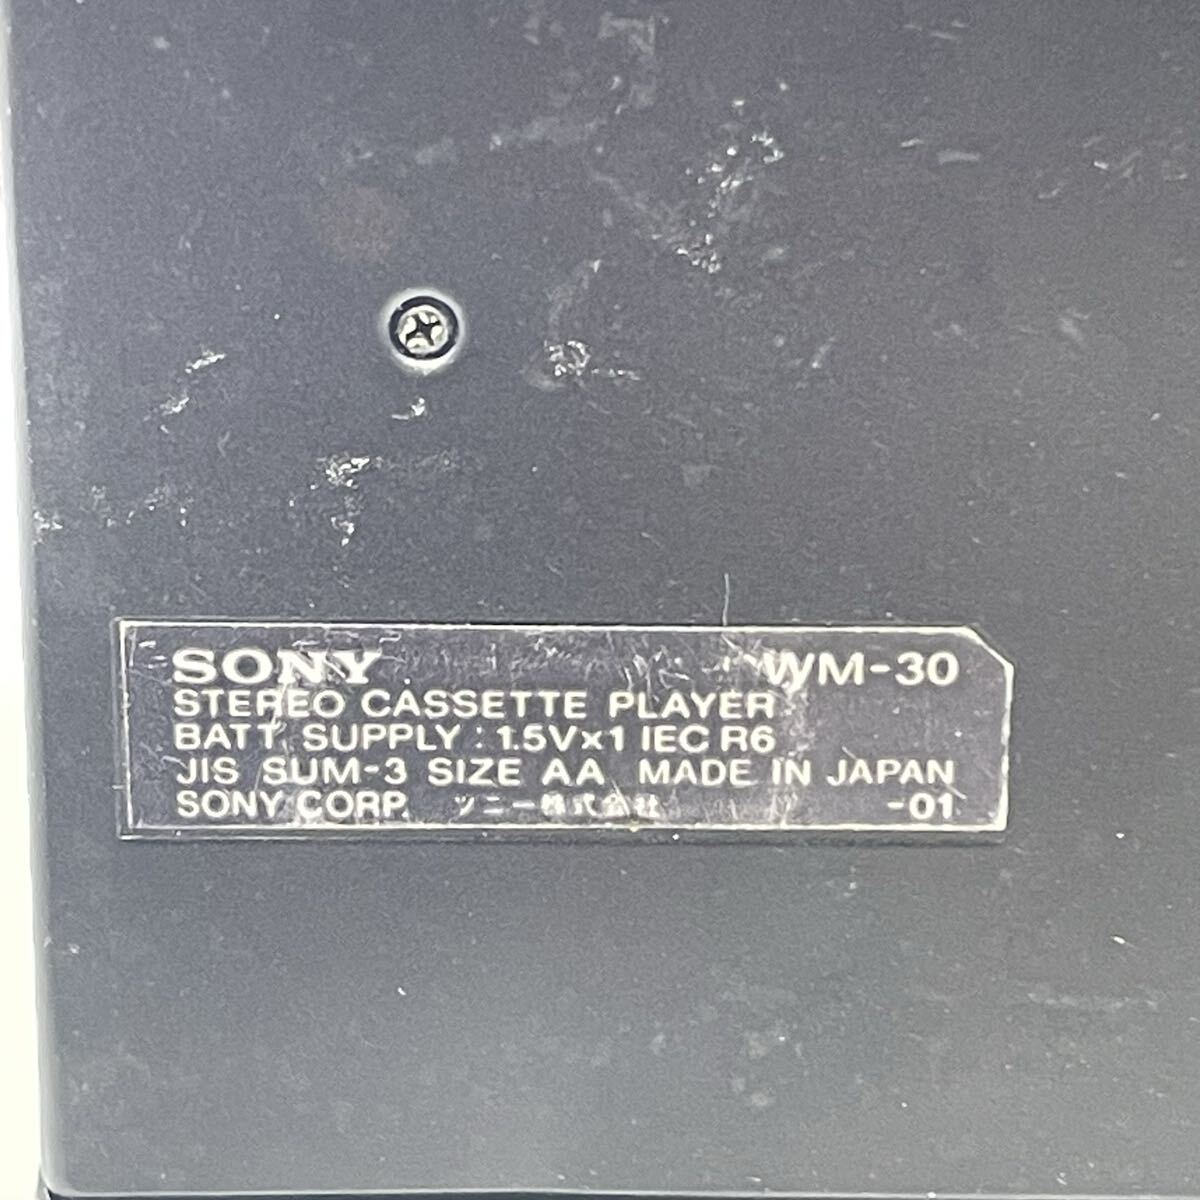 SONY WM-30
STEREO CASSETTE PLAYER
BATT SUPPLY : 1.5V×1 IEC R6
JIS SUM-3 SIZE AA MADE IN JAPAN
SONY CORP. ソニー株式会社 -01